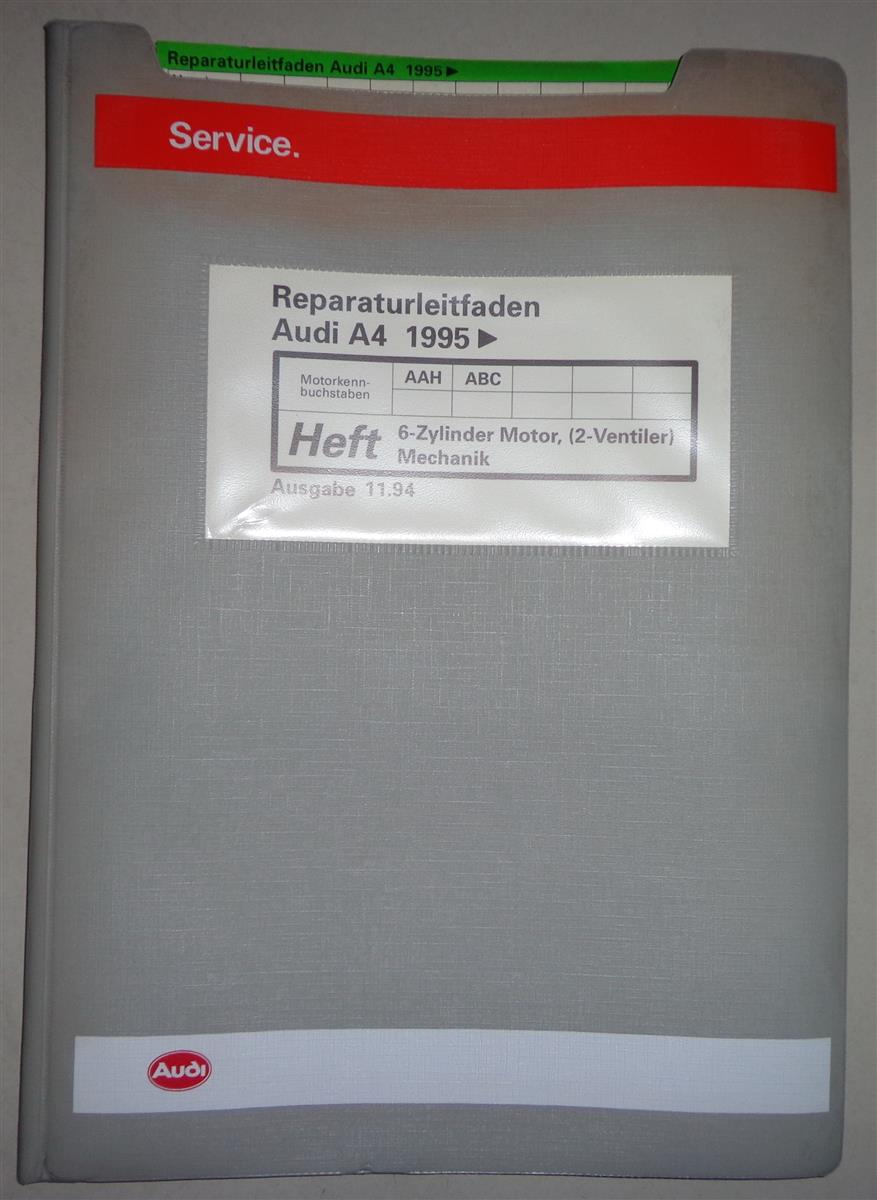 Reparaturleitfaden Audi A4 1995 ►
Service.
Reparaturleitfaden
Audi A4 1995 ►
Motorkenn-
buchstaben
AAH ABC
Heft
6-Zylinder Motor, (2-Ventiler)
Mechanik
Ausgabe 11.94
Audi